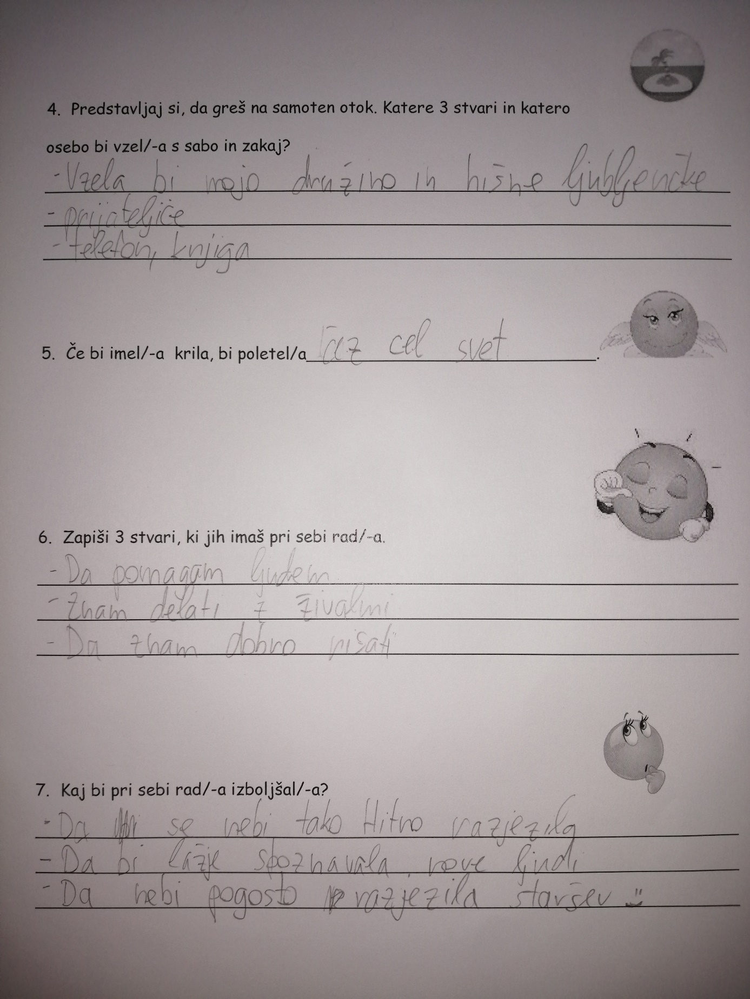 4. Predstavljaj si, da greš na samoten otok. Katere 3 stvari in katero
osebo bi vzel/-a s sabo in zakaj?
- Vzela bi mojo družino in hišne ljubljenčke
- prijateljice
- telefon, knjiga
5. Če bi imel/-a krila, bi poletel/a čez cel svet.
6. Zapiši 3 stvari, ki jih imaš pri sebi rad/-a.
- Da pomagam ljudem
- Znam delati z živalmi
- Da znam dobro pisati
7. Kaj bi pri sebi rad/-a izboljšal/-a?
- Da se nebi tako Hitro razjezila
- Da bi lažje spoznavala nove ljudi
- Da nebi pogosto razjezila staršev